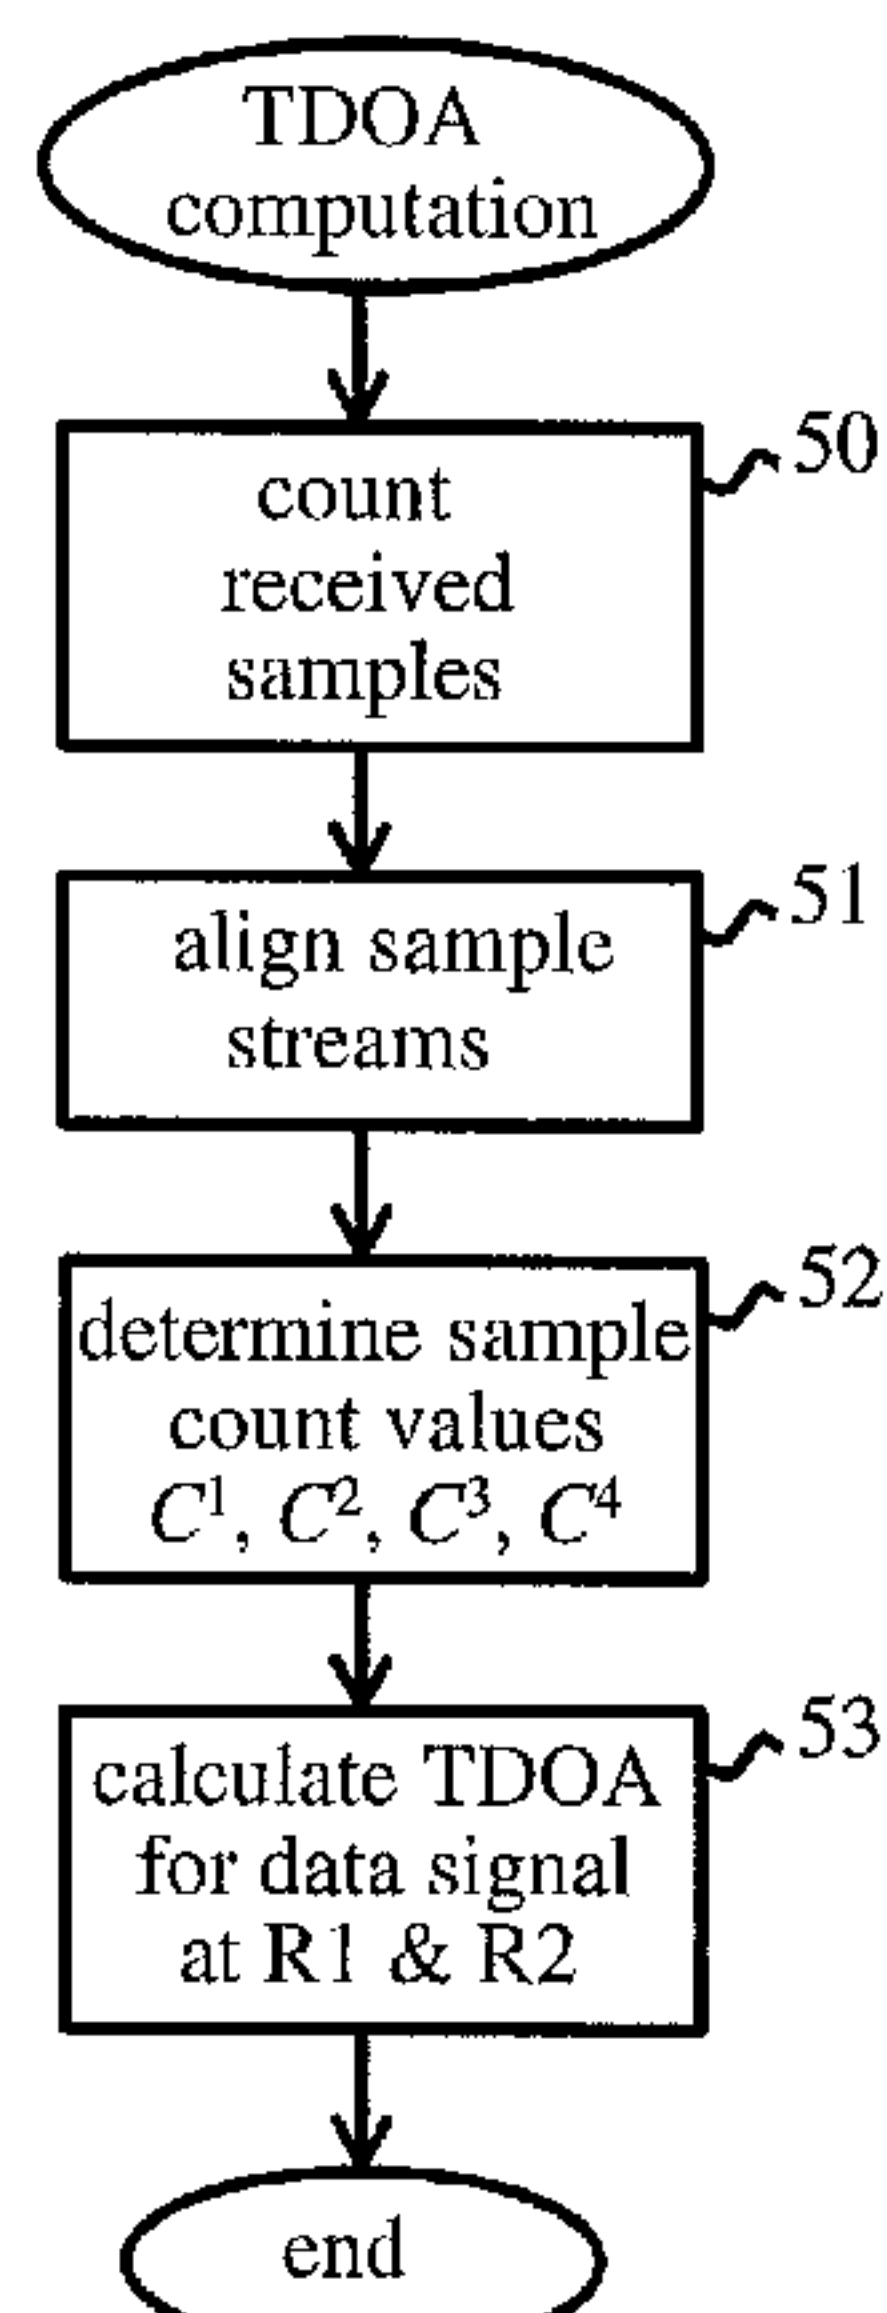 TDOA
computation
50
count
received
samples
51
align sample
streams
52
determine sample
count values
C¹, C², C³, C⁴
53
calculate TDOA
for data signal
at R1 & R2
end